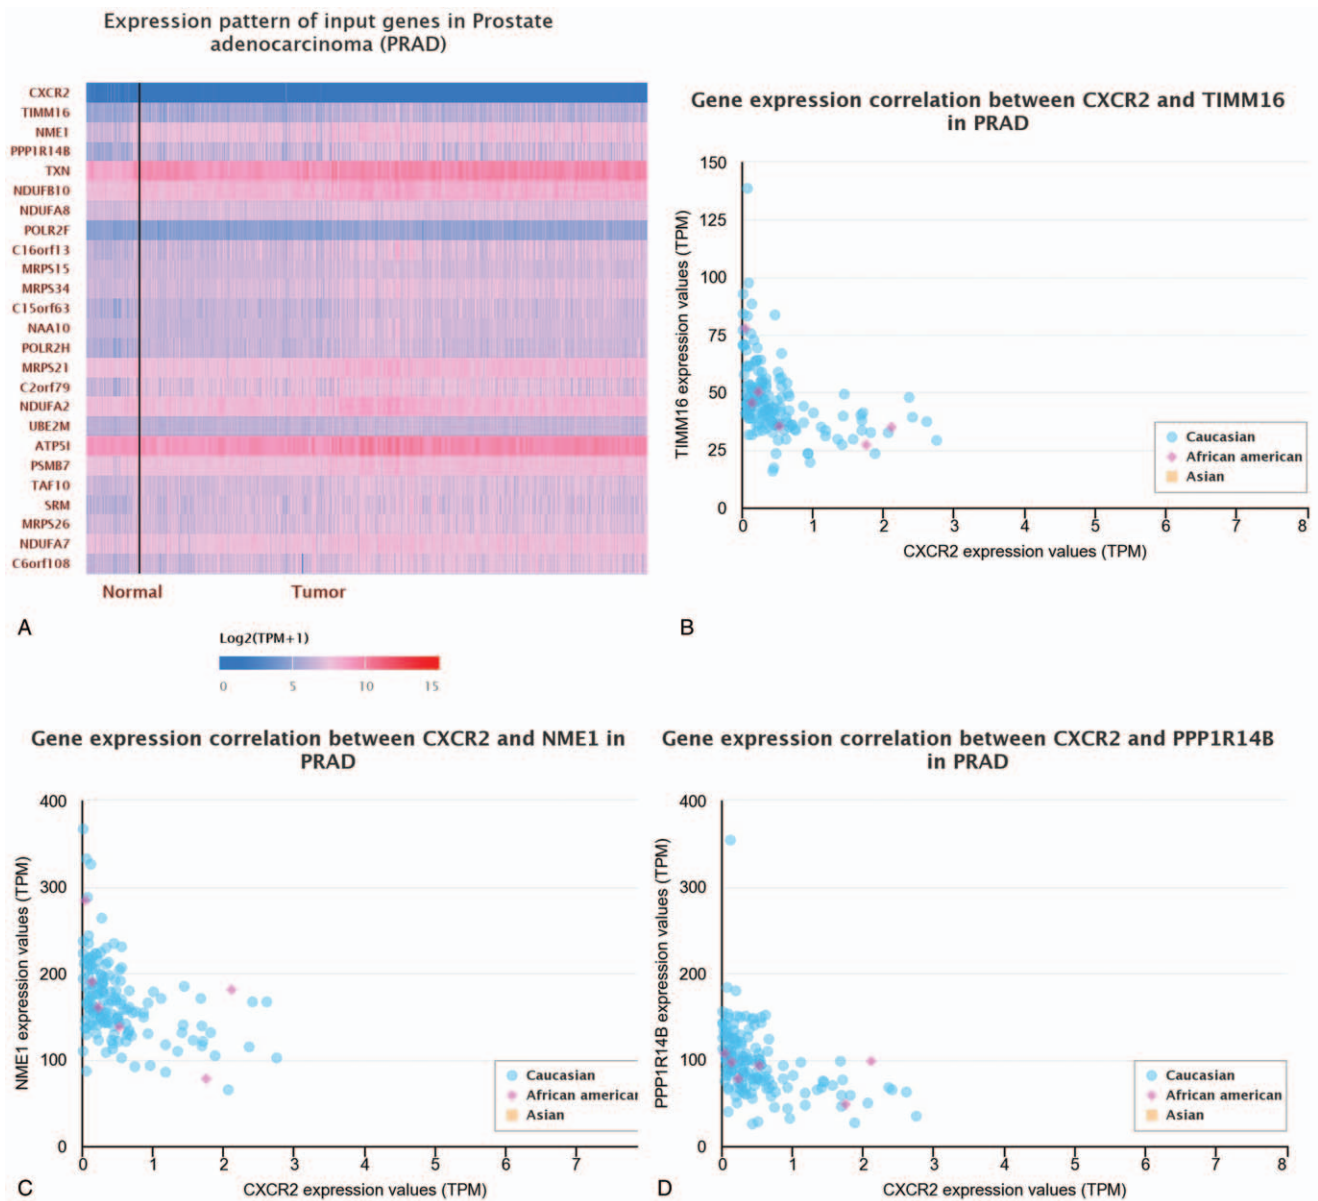 Expression pattern of input genes in Prostate
adenocarcinoma (PRAD)
CXCR2
TIMM16
NME1
PPP1R14B
TXN
NDUFB10
NDUFA8
POLR2F
C16orf13
MRPS15
MRPS34
C15orf63
NAA10
POLR2H
MRPS21
C2orf79
NDUFA2
UBE2M
ATP5I
PSMB7
TAF10
SRM
MRPS26
NDUFA7
C6orf108
Normal Tumor
A
Log2(TPM+1)
0 5 10 15
Gene expression correlation between CXCR2 and TIMM16
in PRAD
TIMM16 expression values (TPM)
150
125
100
75
50
25
0
0 1 2 3 4 5 6 7 8
CXCR2 expression values (TPM)
Caucasian
African american
Asian
B
Gene expression correlation between CXCR2 and NME1 in
PRAD
NME1 expression values (TPM)
400
300
200
100
0
0 1 2 3 4 5 6 7
CXCR2 expression values (TPM)
Caucasian
African american
Asian
C
Gene expression correlation between CXCR2 and PPP1R14B
in PRAD
PPP1R14B expression values (TPM)
400
300
200
100
0
0 1 2 3 4 5 6 7 8
CXCR2 expression values (TPM)
Caucasian
African american
Asian
D